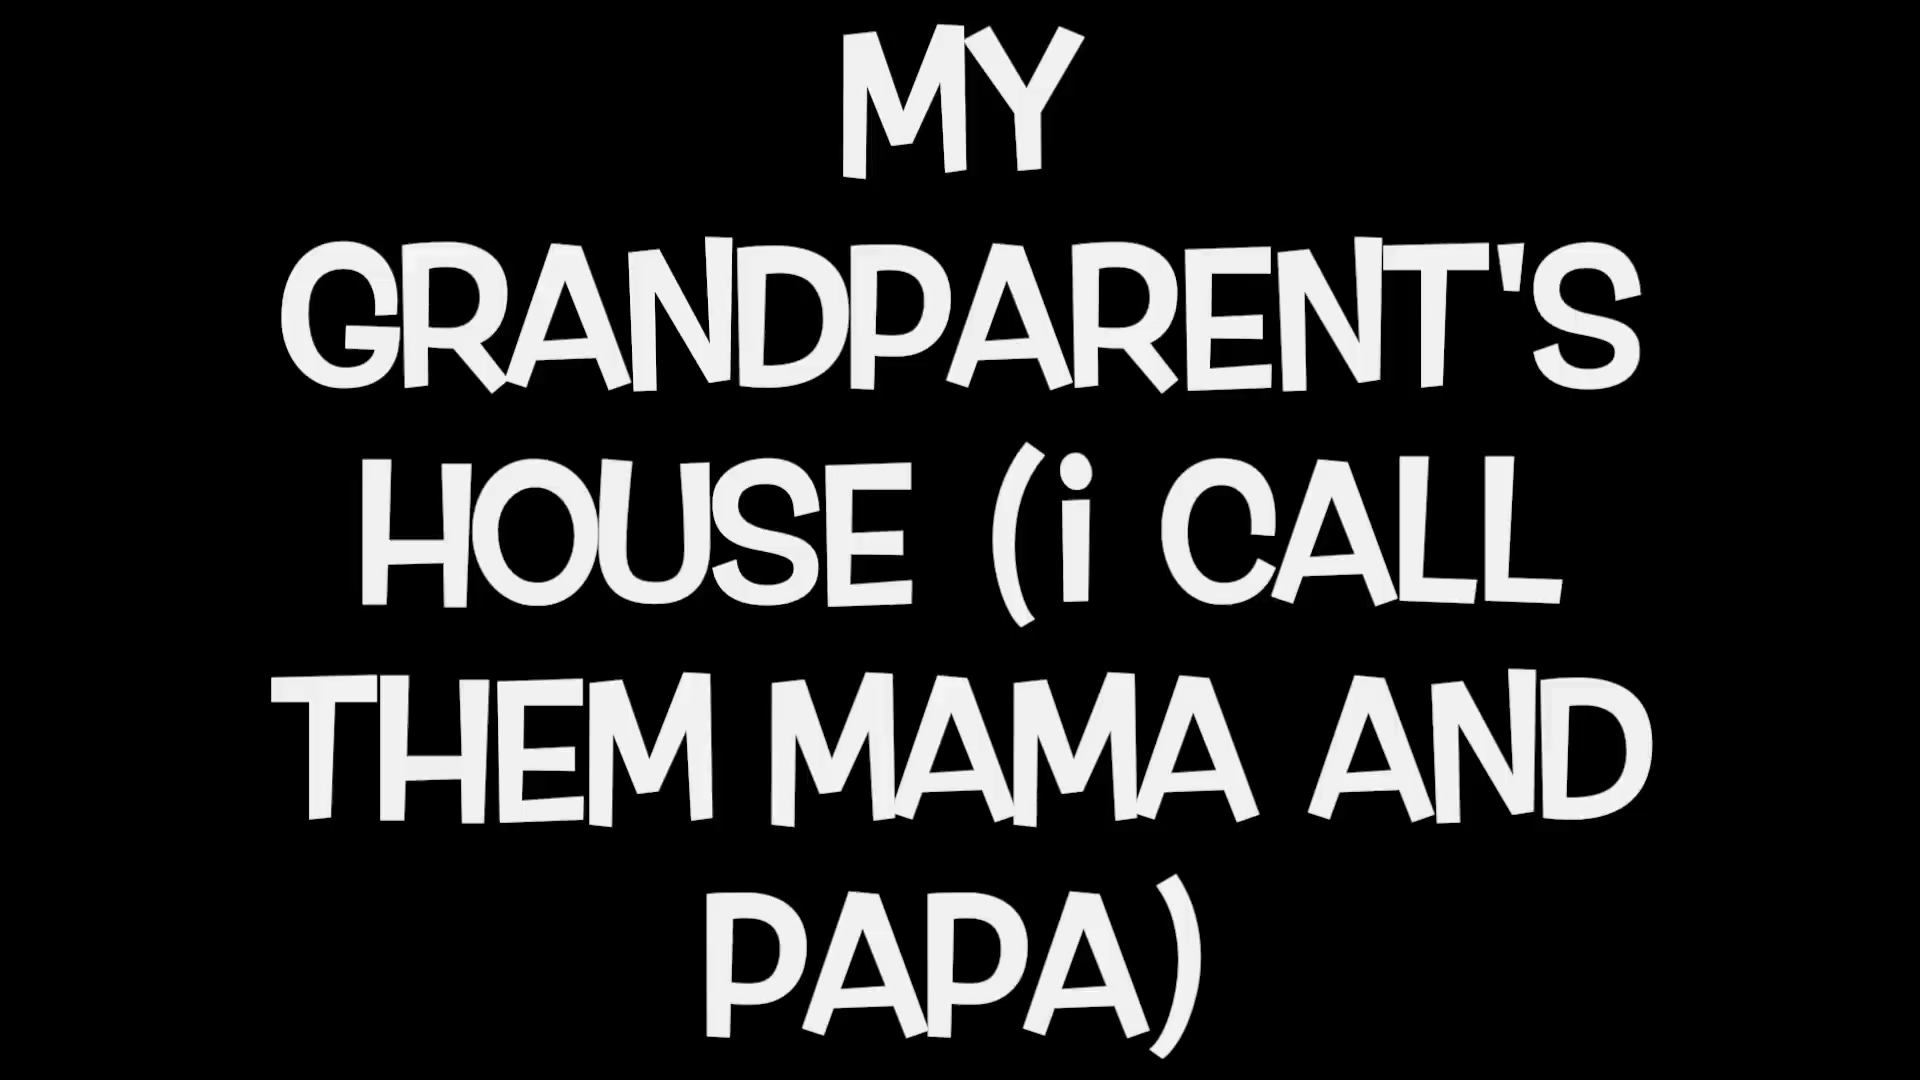 MY
GRANDPARENT'S
HOUSE (i CALL
THEM MAMA AND
PAPA)